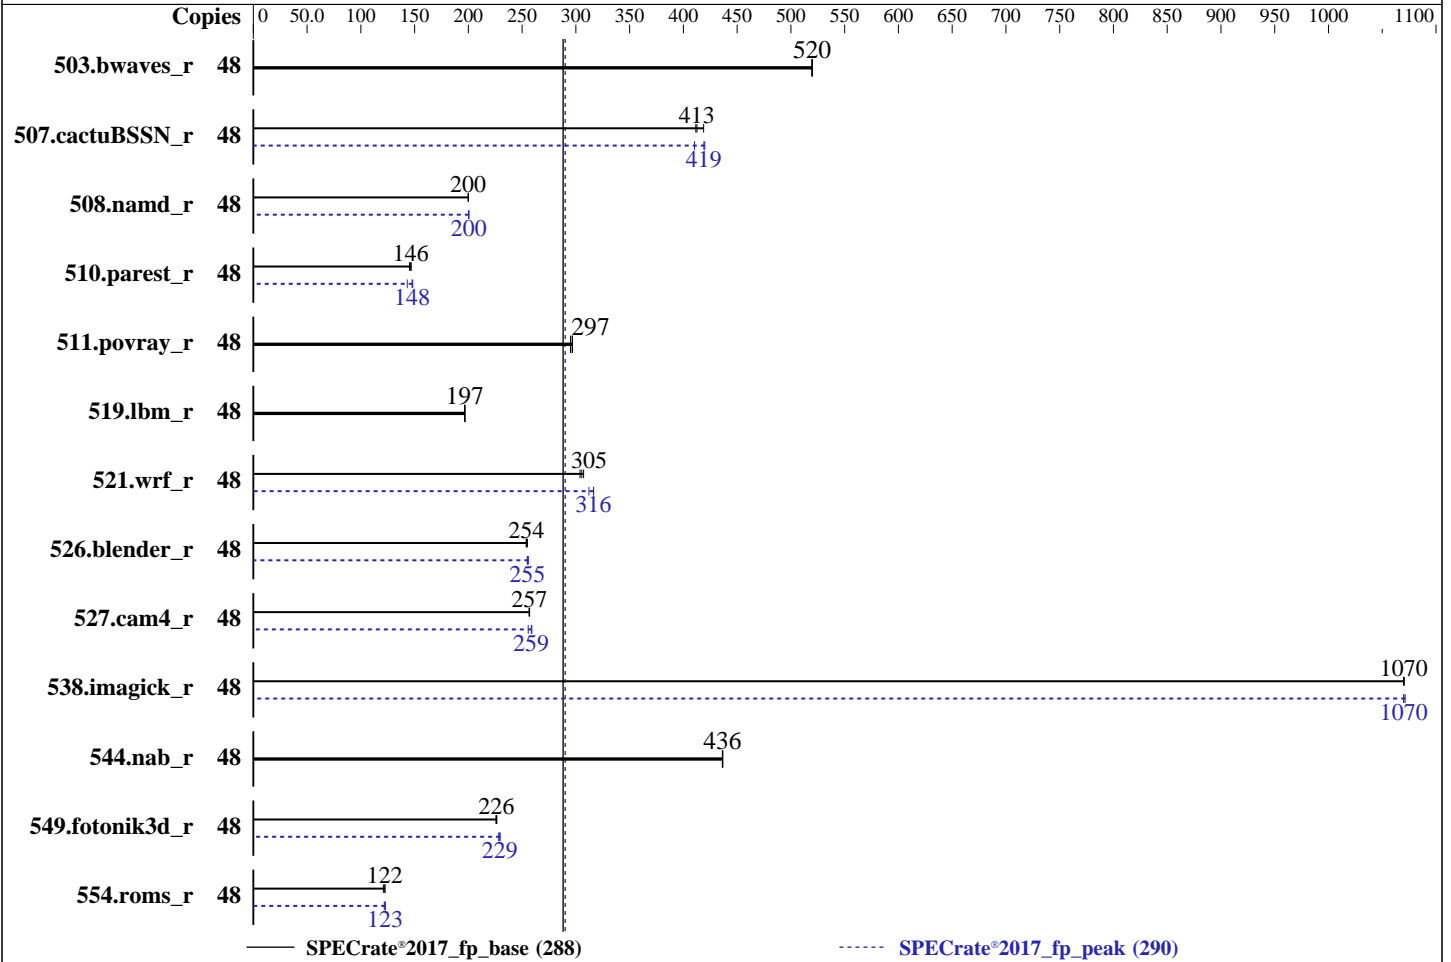 Copies 0 50.0 100 150 200 250 300 350 400 450 500 550 600 650 700 750 800 850 900 950 1000 1100
503.bwaves_r 48 520
507.cactuBSSN_r 48 413
419
508.namd_r 48 200
200
510.parest_r 48 146
148
511.povray_r 48 297
519.lbm_r 48 197
521.wrf_r 48 305
316
526.blender_r 48 254
255
527.cam4_r 48 257
259
538.imagick_r 48 1070
1070
544.nab_r 48 436
549.fotonik3d_r 48 226
229
554.roms_r 48 122
123
SPECrate®2017_fp_base (288) SPECrate®2017_fp_peak (290)